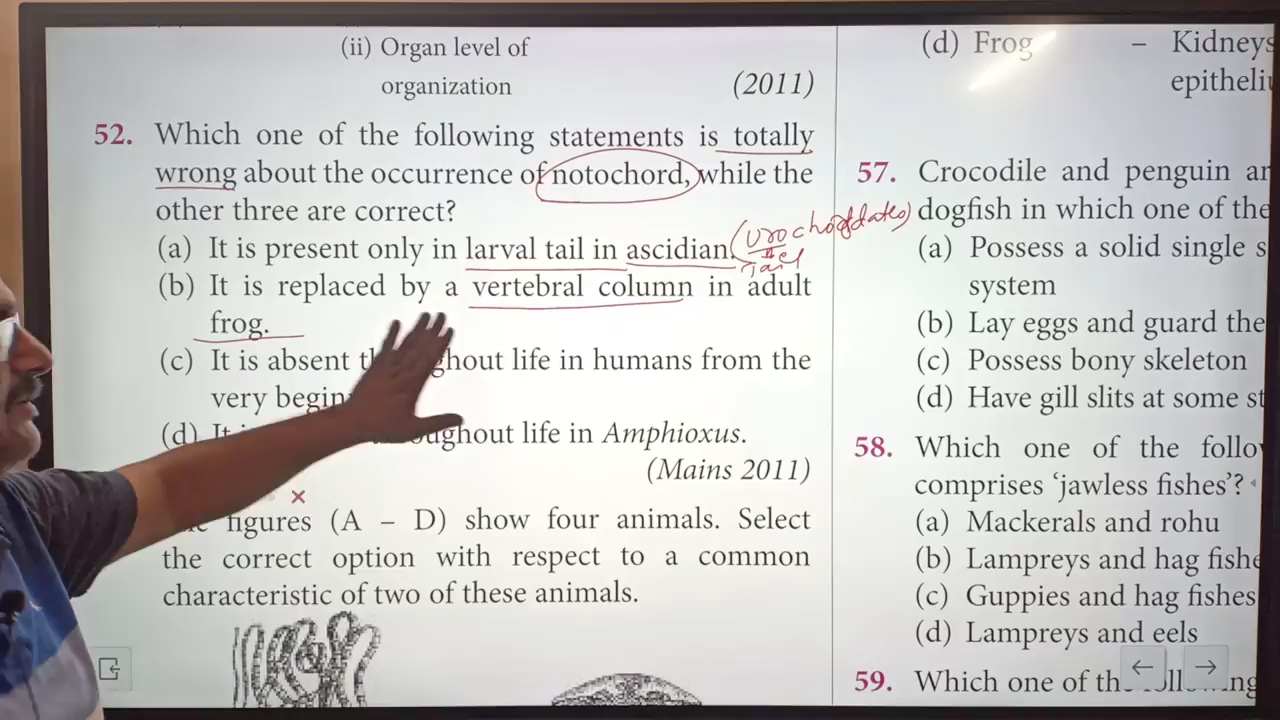 (ii) Organ level of
organization (2011)
52. Which one of the following statements is totally
wrong about the occurrence of notochord, while the
other three are correct?
(a) It is present only in larval tail in ascidian. (Urochordates)
Tail
(b) It is replaced by a vertebral column in adult
frog.
(c) It is absent throughout life in humans from the
very begin
(d) It throughout life in Amphioxus.
(Mains 2011)
figures (A – D) show four animals. Select
the correct option with respect to a common
characteristic of two of these animals.
(d) Frog – Kidneys
epitheli
57. Crocodile and penguin ar
dogfish in which one of the
(a) Possess a solid single s
system
(b) Lay eggs and guard the
(c) Possess bony skeleton
(d) Have gill slits at some st
58. Which one of the follo
comprises ‘jawless fishes’?
(a) Mackerals and rohu
(b) Lampreys and hag fishe
(c) Guppies and hag fishes
(d) Lampreys and eels
59. Which one of the following